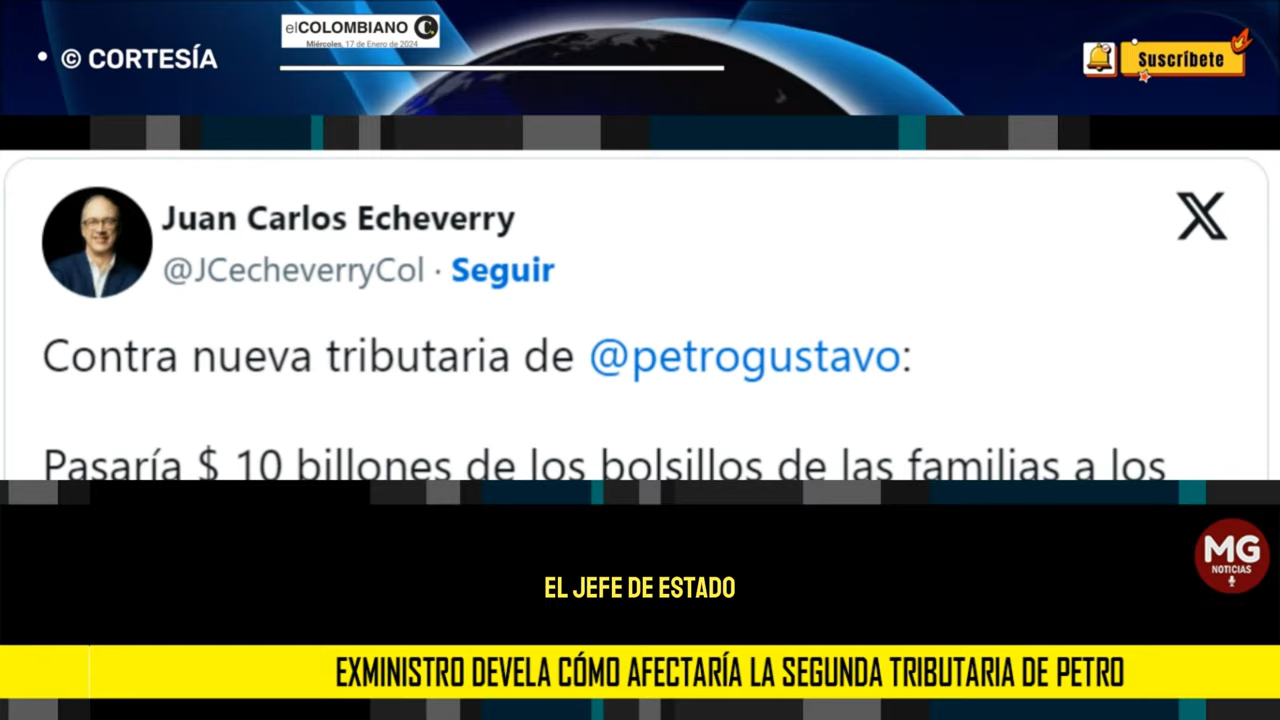 elCOLOMBIANO
Miércoles, 17 de Enero de 2024
• © CORTESÍA
Suscríbete
Juan Carlos Echeverry
@JCecheverryCol · Seguir
Contra nueva tributaria de @petrogustavo:
Pasaría $ 10 billones de los bolsillos de las familias a los
MG
NOTICIAS
EL JEFE DE ESTADO
EXMINISTRO DEVELA CÓMO AFECTARÍA LA SEGUNDA TRIBUTARIA DE PETRO